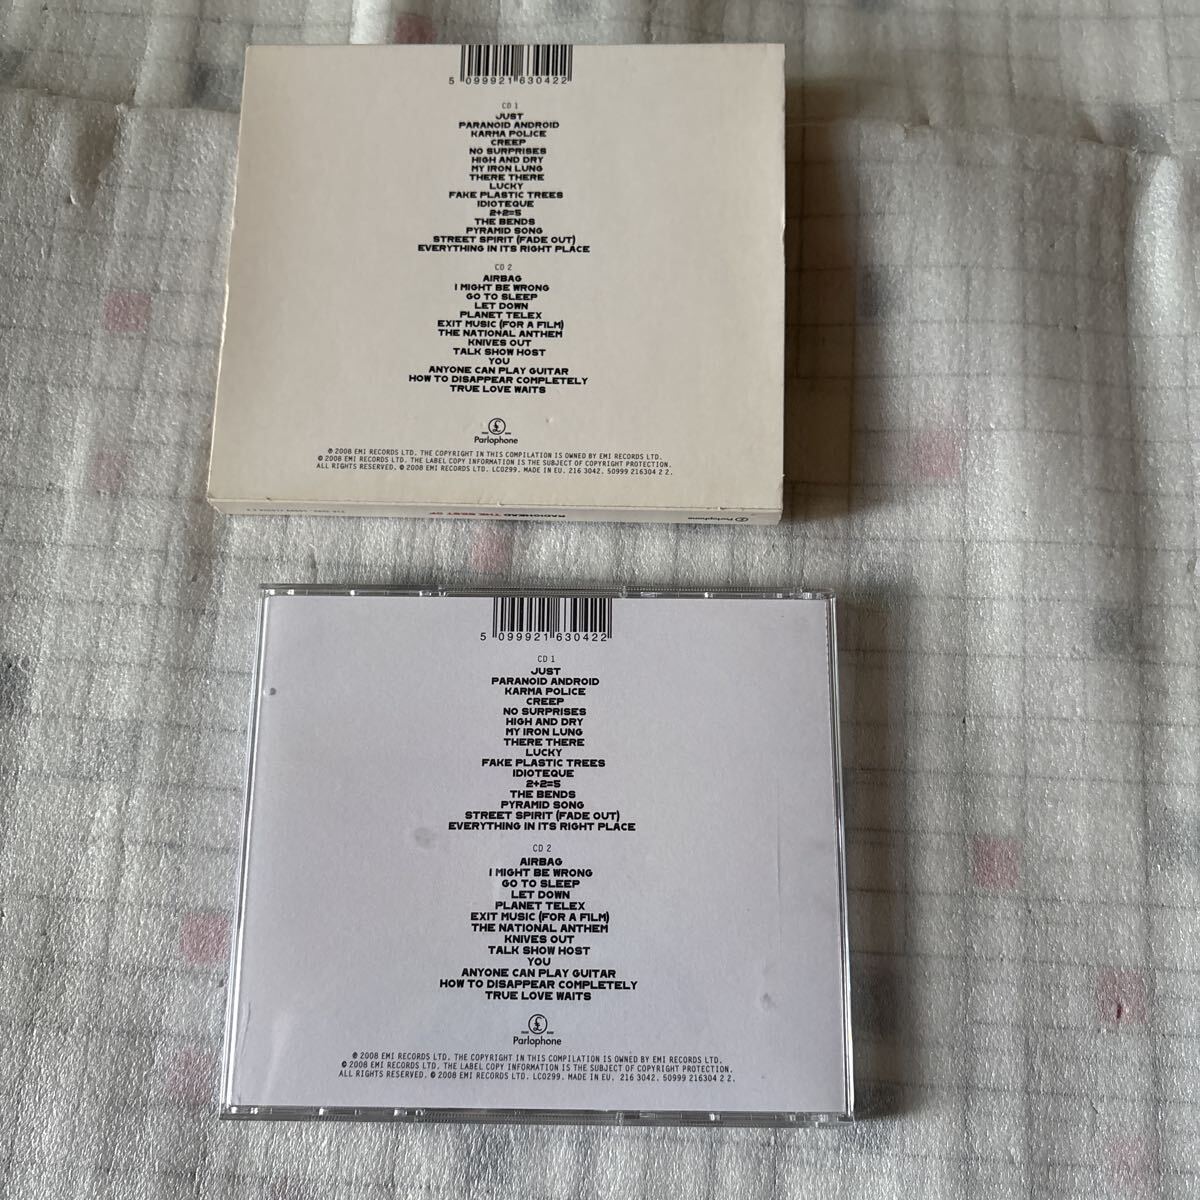 5 099921 630422
CD 1
JUST
PARANOID ANDROID
KARMA POLICE
CREEP
NO SURPRISES
HIGH AND DRY
MY IRON LUNG
THERE THERE
LUCKY
FAKE PLASTIC TREES
IDIOTEQUE
2+2=5
THE BENDS
PYRAMID SONG
STREET SPIRIT (FADE OUT)
EVERYTHING IN ITS RIGHT PLACE
CD 2
AIRBAG
I MIGHT BE WRONG
GO TO SLEEP
LET DOWN
PLANET TELEX
EXIT MUSIC (FOR A FILM)
THE NATIONAL ANTHEM
KNIVES OUT
TALK SHOW HOST
YOU
ANYONE CAN PLAY GUITAR
HOW TO DISAPPEAR COMPLETELY
TRUE LOVE WAITS
£
Parlophone
℗ 2008 EMI RECORDS LTD. THE COPYRIGHT IN THIS COMPILATION IS OWNED BY EMI RECORDS LTD.
© 2008 EMI RECORDS LTD. THE LABEL COPY INFORMATION IS THE SUBJECT OF COPYRIGHT PROTECTION.
ALL RIGHTS RESERVED. © 2008 EMI RECORDS LTD. LC0299. MADE IN EU. 216 3042. 50999 216304 2 2.
RADIOHEAD THE BEST OF
Parlophone
5 099921 630422
CD 1
JUST
PARANOID ANDROID
KARMA POLICE
CREEP
NO SURPRISES
HIGH AND DRY
MY IRON LUNG
THERE THERE
LUCKY
FAKE PLASTIC TREES
IDIOTEQUE
2+2=5
THE BENDS
PYRAMID SONG
STREET SPIRIT (FADE OUT)
EVERYTHING IN ITS RIGHT PLACE
CD 2
AIRBAG
I MIGHT BE WRONG
GO TO SLEEP
LET DOWN
PLANET TELEX
EXIT MUSIC (FOR A FILM)
THE NATIONAL ANTHEM
KNIVES OUT
TALK SHOW HOST
YOU
ANYONE CAN PLAY GUITAR
HOW TO DISAPPEAR COMPLETELY
TRUE LOVE WAITS
£
Parlophone
℗ 2008 EMI RECORDS LTD. THE COPYRIGHT IN THIS COMPILATION IS OWNED BY EMI RECORDS LTD.
© 2008 EMI RECORDS LTD. THE LABEL COPY INFORMATION IS THE SUBJECT OF COPYRIGHT PROTECTION.
ALL RIGHTS RESERVED. © 2008 EMI RECORDS LTD. LC0299. MADE IN EU. 216 3042. 50999 216304 2 2.